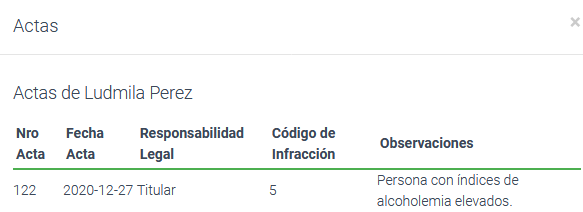 Actas ×
Actas de Ludmila Perez
Nro Acta Fecha Acta Responsabilidad Legal Código de Infracción Observaciones
122 2020-12-27 Titular 5 Persona con índices de alcoholemia elevados.